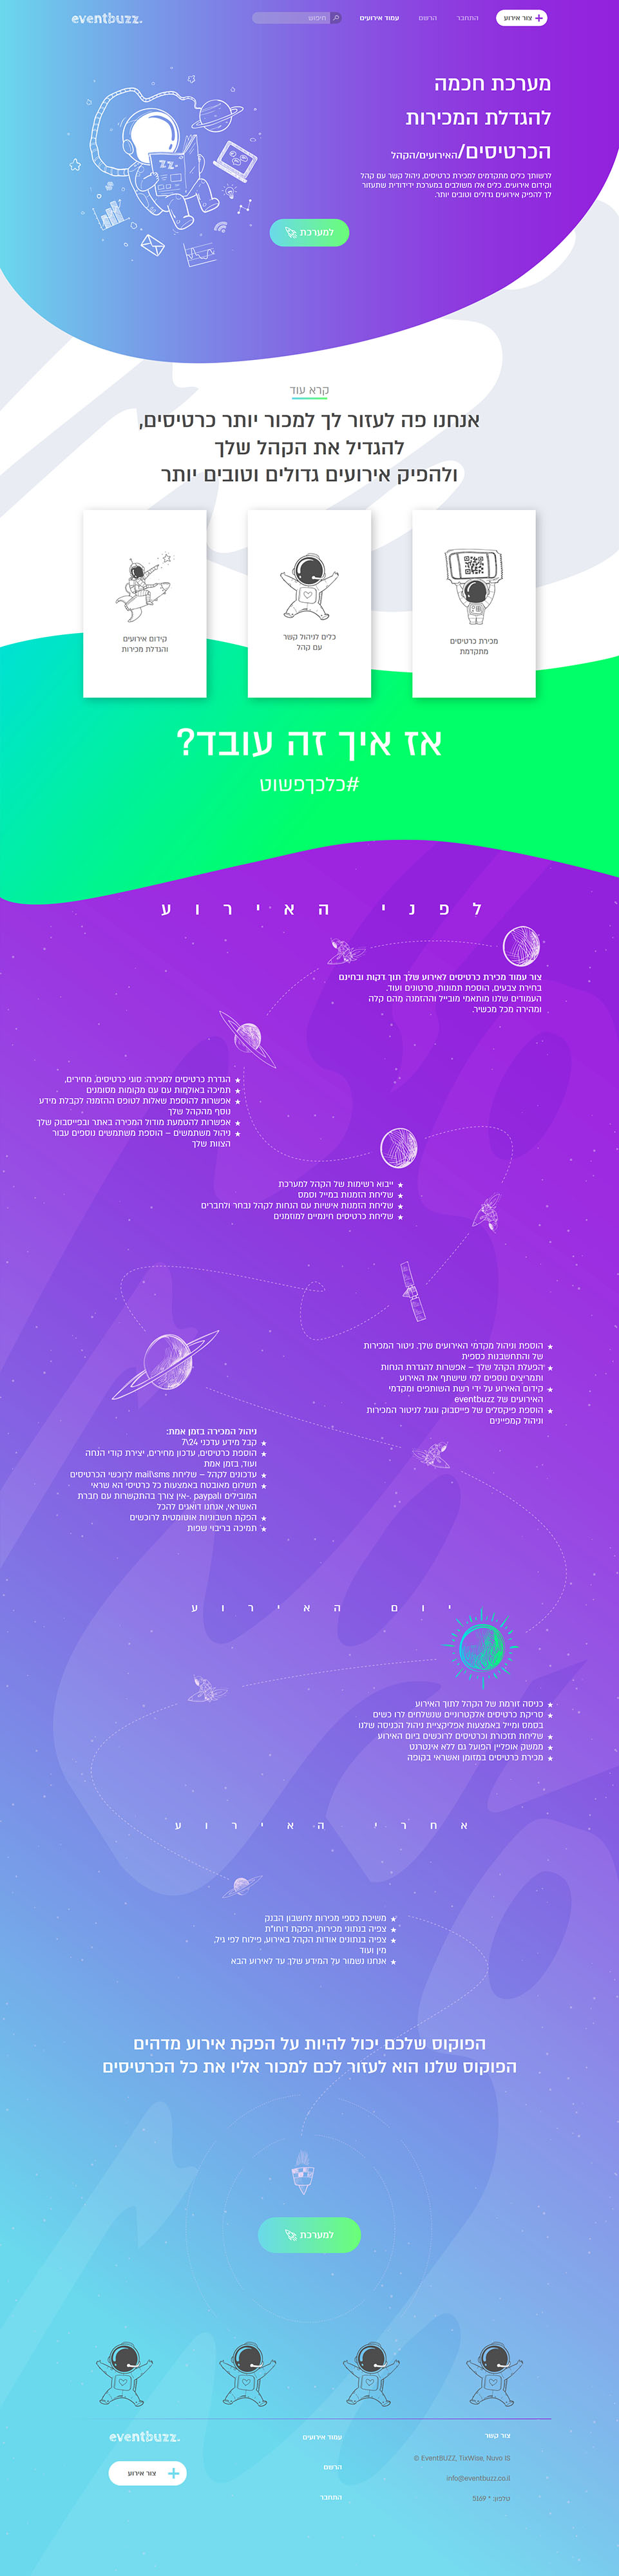 צור אירוע
התחבר
הרשם
עמוד אירועים
חיפוש
eventbuzz.
מערכת חכמה
להגדלת המכירות
הכרטיסים/האירועים/הקהל
לרשותך כלים מתקדמים למכירת כרטיסים, ניהול קשר עם קהל
וקידום אירועים. כלים אלו משולבים במערכת ידידותית שתעזור
לך להפיק אירועים גדולים וטובים יותר.
zz.
למערכת
קרא עוד
אנחנו פה לעזור לך למכור יותר כרטיסים,
להגדיל את הקהל שלך
ולהפיק אירועים גדולים וטובים יותר
מכירת כרטיסים
מתקדמת
כלים לניהול קשר
עם קהל
קידום אירועים
והגדלת מכירות
אז איך זה עובד?
#כלכךפשוט
לפני האירוע
צור עמוד מכירת כרטיסים לאירוע שלך תוך דקות ובחינם
בחירת צבעים, הוספת תמונות, סרטונים ועוד.
העמודים שלנו מותאמי מובייל וההזמנה מהם קלה
ומהירה מכל מכשיר.
הגדרת כרטיסים למכירה: סוגי כרטיסים, מחירים,
תמיכה באולמות עם עם מקומות מסומנים
אפשרות להוספת שאלות לטופס ההזמנה לקבלת מידע
נוסף מהקהל שלך
אפשרות להטמעת מודול המכירה באתר ובפייסבוק שלך
ניהול משתמשים – הוספת משתמשים נוספים עבור
הצוות שלך
ייבוא רשימות של הקהל למערכת
שליחת הזמנות במייל וסמס
שליחת הזמנות אישיות עם הנחות לקהל נבחר ולחברים
שליחת כרטיסים חינמיים למוזמנים
הוספת וניהול מקדמי האירועים שלך. ניטור המכירות
של והתחשבנות כספית
הפעלת הקהל שלך – אפשרות להגדרת הנחות
ותמריצים נוספים למי שישתף את האירוע
קידום האירוע על ידי רשת השותפים ומקדמי
האירועים של eventbuzz
הוספת פיקסלים של פייסבוק וגוגל לניטור המכירות
וניהול קמפיינים
ניהול המכירה בזמן אמת:
קבל מידע עדכני 24\7
הוספת כרטיסים, עדכון מחירים, יצירת קודי הנחה
ועוד, בזמן אמת
עדכונים לקהל – שליחת mail\sms לרוכשי הכרטיסים
תשלום מאובטח באמצעות כל כרטיסי הא שראי
המובילים וpaypal -אין צורך בהתקשרות עם חברת
האשראי, אנחנו דואגים להכל
הפקת חשבוניות אוטומטית לרוכשים
תמיכה בריבוי שפות
יום האירוע
כניסה זורמת של הקהל לתוך האירוע
סריקת כרטיסים אלקטרוניים שנשלחים לרו כשים
בסמס ומייל באמצעות אפליקציית ניהול הכניסה שלנו
שליחת תזכורת וכרטיסים לרוכשים ביום האירוע
ממשק אופליין הפועל גם ללא אינטרנט
מכירת כרטיסים במזומן ואשראי בקופה
אחרי האירוע
משיכת כספי מכירות לחשבון הבנק
צפיה בנתוני מכירות, הפקת דוחו"ת
צפיה בנתונים אודות הקהל באירוע, פילוח לפי גיל,
מין ועוד
אנחנו נשמור על המידע שלך עד לאירוע הבא
הפוקוס שלכם יכול להיות על הפקת אירוע מדהים
הפוקוס שלנו הוא לעזור לכם למכור אליו את כל הכרטיסים
למערכת
צור קשר
© EventBUZZ, TixWise, Nuvo IS
info@eventbuzz.co.il
טלפון: * 5169
עמוד אירועים
הרשם
התחבר
eventbuzz.
צור אירוע